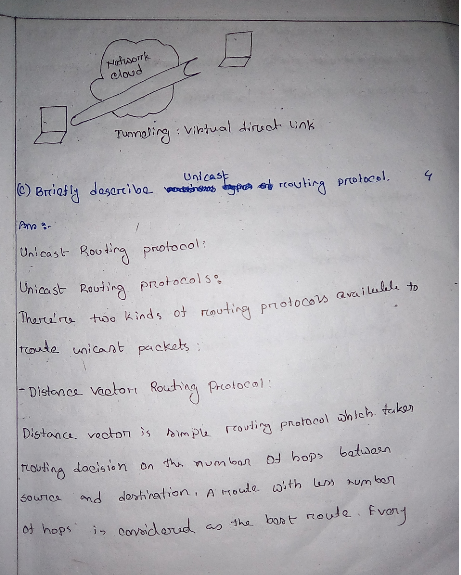 Network
cloud
Tunneling : Virtual direct link
(c) Briefly describe Unicast routing protocol. 4
Ans :-
Unicast Routing protocol:
Unicast Routing protocols:
There're two kinds of routing protocols available to
route unicast packets:
- Distance Vector Routing Protocol:
Distance vector is simple routing protocol which takes
routing decision on the number of hops between
source and destination. A route with less number
of hops is considered as the best route. Every